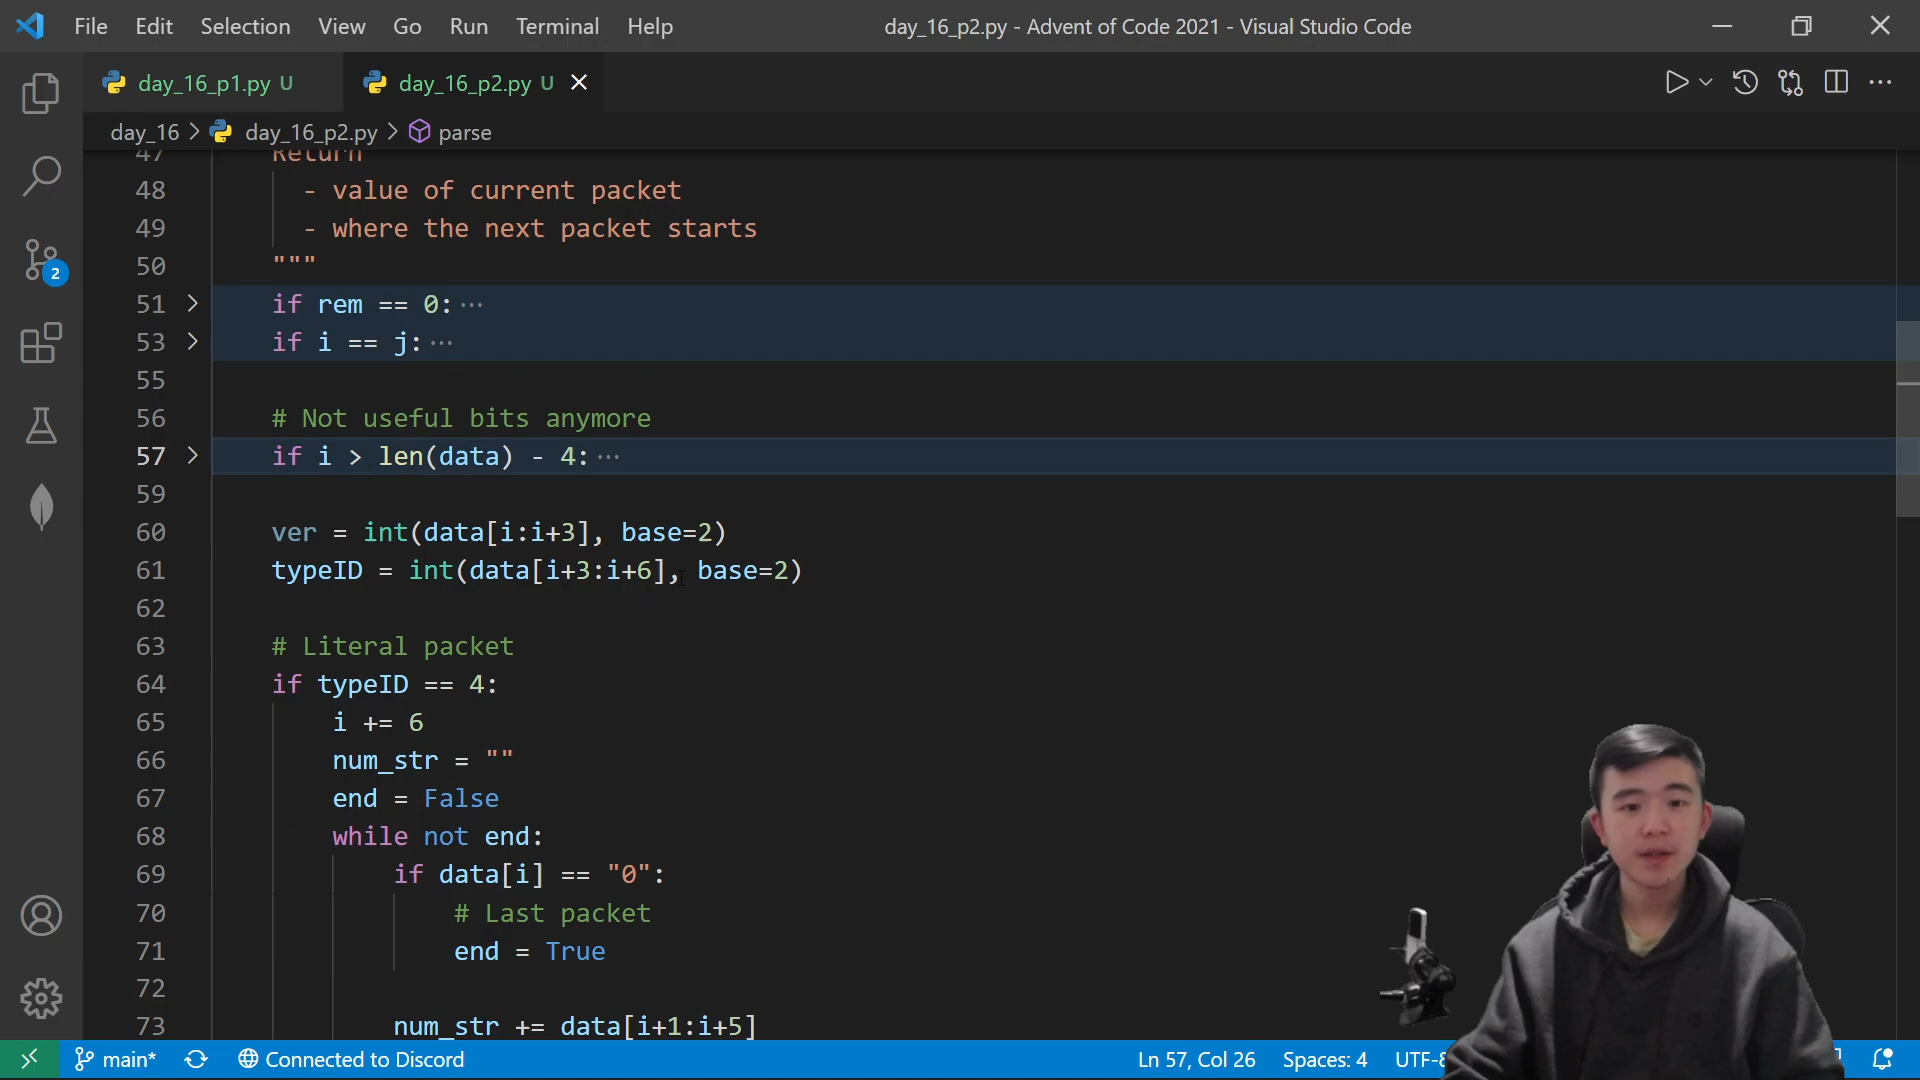 File Edit Selection View Go Run Terminal Help day_16_p2.py - Advent of Code 2021 - Visual Studio Code
day_16_p1.py U day_16_p2.py U
day_16 > day_16_p2.py > parse
47 Return
48 - value of current packet
49 - where the next packet starts
50 """
51 if rem == 0:···
53 if i == j:···
55
56 # Not useful bits anymore
57 if i > len(data) - 4:···
59
60 ver = int(data[i:i+3], base=2)
61 typeID = int(data[i+3:i+6], base=2)
62
63 # Literal packet
64 if typeID == 4:
65 i += 6
66 num_str = ""
67 end = False
68 while not end:
69 if data[i] == "0":
70 # Last packet
71 end = True
72
73 num_str += data[i+1:i+5]
2
main* Connected to Discord Ln 57, Col 26 Spaces: 4 UTF-8